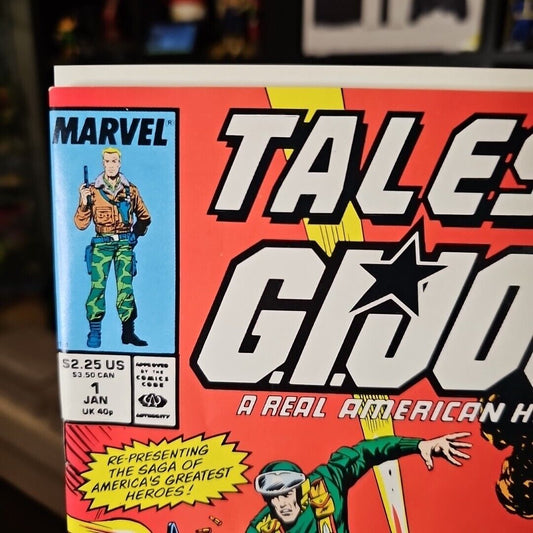 MARVEL
TALES
G.I. JOE
A REAL AMERICAN H
$2.25 US
$3.50 CAN
1
JAN
UK 40p
APPROVED
BY THE
COMICS
CODE
AUTHORITY
RE-PRESENTING
THE SAGA OF
AMERICA'S GREATEST
HEROES!